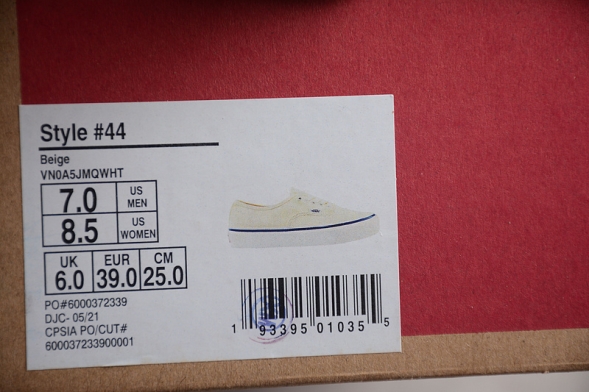 Style #44
Beige
VN0A5JMQWHT
7.0 US MEN
8.5 US WOMEN
UK EUR CM
6.0 39.0 25.0
PO#6000372339
DJC- 05/21
CPSIA PO/CUT#
600037233900001
1 93395 01035 5